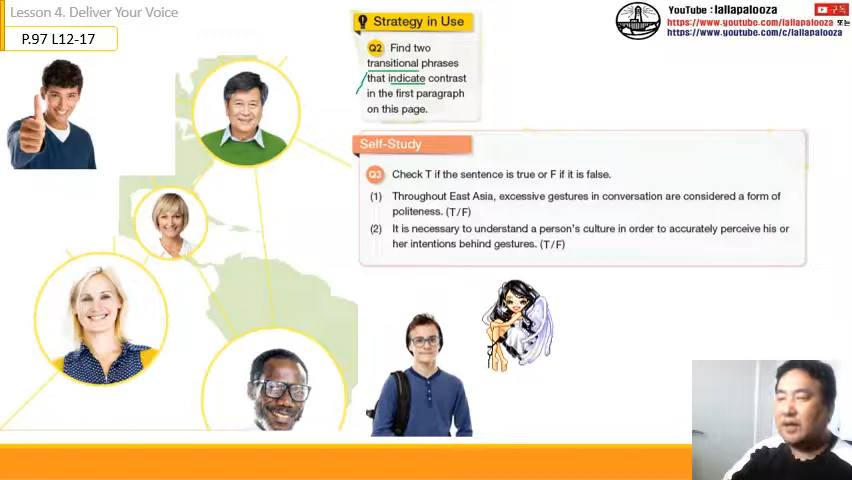 Lesson 4. Deliver Your Voice
P.97 L12-17
Strategy in Use
Q2 Find two
transitional phrases
that indicate contrast
in the first paragraph
on this page.
YouTube : lallapalooza
구독
https://www.youtube.com/lallapalooza 또는
https://www.youtube.com/c/lallapalooza
Self-Study
Q3 Check T if the sentence is true or F if it is false.
(1) Throughout East Asia, excessive gestures in conversation are considered a form of
politeness. (T/F)
(2) It is necessary to understand a person's culture in order to accurately perceive his or
her intentions behind gestures. (T/F)